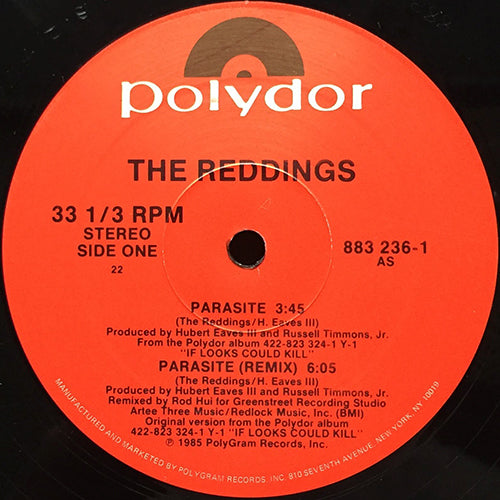 polydor
THE REDDINGS
33 1/3 RPM
STEREO
SIDE ONE
22
883 236-1
AS
PARASITE 3:45
(The Reddings/H. Eaves III)
Produced by Hubert Eaves III and Russell Timmons, Jr.
From the Polydor album 422-823 324-1 Y-1
"IF LOOKS COULD KILL"
PARASITE (REMIX) 6:05
(The Reddings/H. Eaves III)
Produced by Hubert Eaves III and Russell Timmons, Jr.
Remixed by Rod Hui for Greenstreet Recording Studio
Artee Three Music/Redlock Music, Inc. (BMI)
Original version from the Polydor album
422-823 324-1 Y-1 "IF LOOKS COULD KILL"
℗ 1985 PolyGram Records, Inc.
MANUFACTURED AND MARKETED BY POLYGRAM RECORDS, INC. 810 SEVENTH AVENUE, NEW YORK, N.Y. 10019